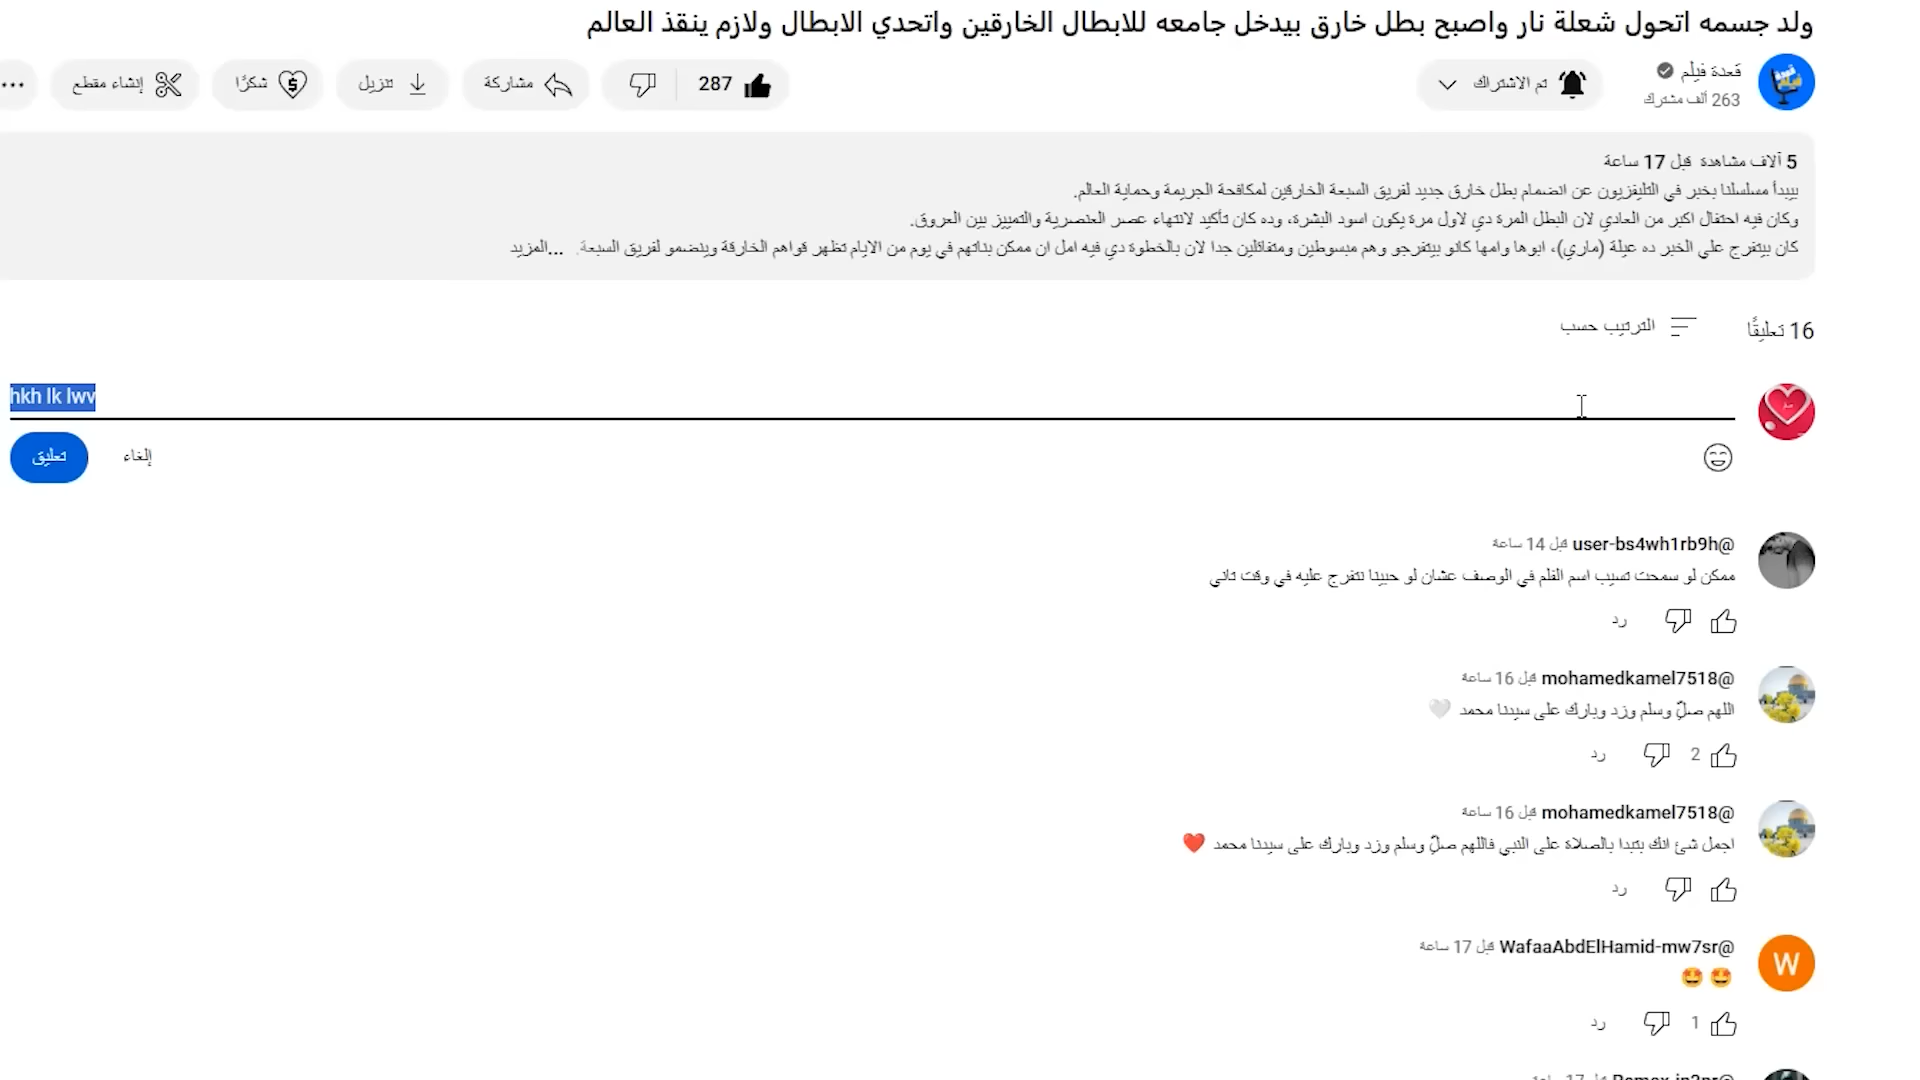 ولد جسمه اتحول شعلة نار واصبح بطل خارق بيدخل جامعه للابطال الخارقين واتحدي الابطال ولازم ينقذ العالم
قعدة فيلم
263 ألف مشترك
تم الاشتراك
287
مشاركة
تنزيل
شكرًا
إنشاء مقطع
5 آلاف مشاهدة قبل 17 ساعة
بيبدأ مسلسلنا بخبر في التليفزيون عن انضمام بطل خارق جديد لفريق السبعة الخارقين لمكافحة الجريمة وحماية العالم.
وكان فيه احتفال اكبر من العادي لان البطل المرة دي لاول مرة يكون اسود البشرة، وده كان تأكيد لانتهاء عصر العنصرية والتمييز بين العروق.
كان بيتفرج علي الخبر ده عيلة (ماري)، ابوها وامها كانو بيتفرجو وهم مبسوطين ومتفائلين جدا لان بالخطوة دي فيه امل ان ممكن بناتهم في يوم من الايام تظهر قواهم الخارقة وينضمو لفريق السبعة. ...المزيد
16 تعليقًا
الترتيب حسب
hkh lk lwv
تعليق
إلغاء
@user-bs4wh1rb9h قبل 14 ساعة
ممكن لو سمحت تسيب اسم الفلم في الوصف عشان لو حبينا نتفرج عليه في وقت تاني
رد
@mohamedkamel7518 قبل 16 ساعة
اللهم صلِّ وسلم وزد وبارك على سيدنا محمد 🤍
2
رد
@mohamedkamel7518 قبل 16 ساعة
اجمل شئ انك بتبدا بالصلاة على النبي فاللهم صلِّ وسلم وزد وبارك على سيدنا محمد ❤️
رد
W
@WafaaAbdElHamid-mw7sr قبل 17 ساعة
🤩 🤩
1
رد